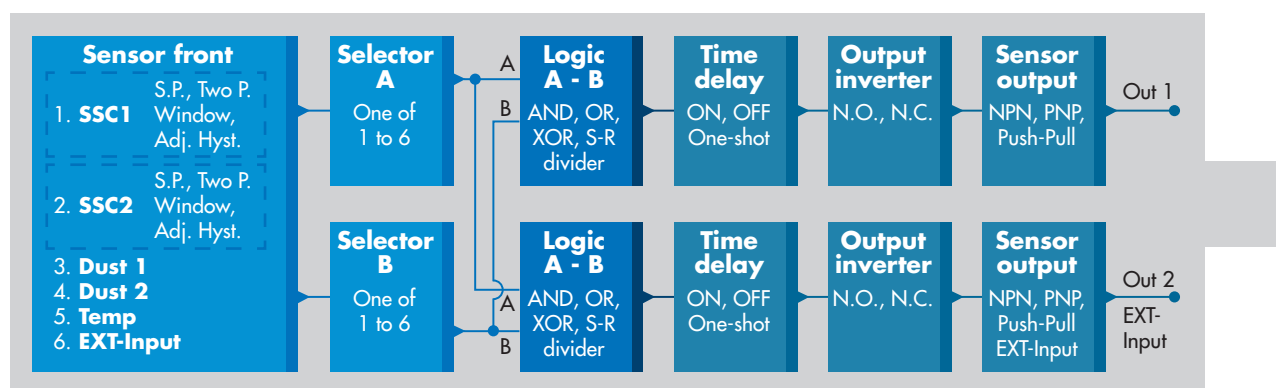 Sensor front
1. SSC1
S.P., Two P.
Window,
Adj. Hyst.
2. SSC2
S.P., Two P.
Window,
Adj. Hyst.
3. Dust 1
4. Dust 2
5. Temp
6. EXT-Input
Selector
A
One of
1 to 6
A
B
Logic
A - B
AND, OR,
XOR, S-R
divider
Time
delay
ON, OFF
One-shot
Output
inverter
N.O., N.C.
Sensor
output
NPN, PNP,
Push-Pull
Out 1
Selector
B
One of
1 to 6
A
B
Logic
A - B
AND, OR,
XOR, S-R
divider
Time
delay
ON, OFF
One-shot
Output
inverter
N.O., N.C.
Sensor
output
NPN, PNP,
Push-Pull
EXT-Input
Out 2
EXT-
Input